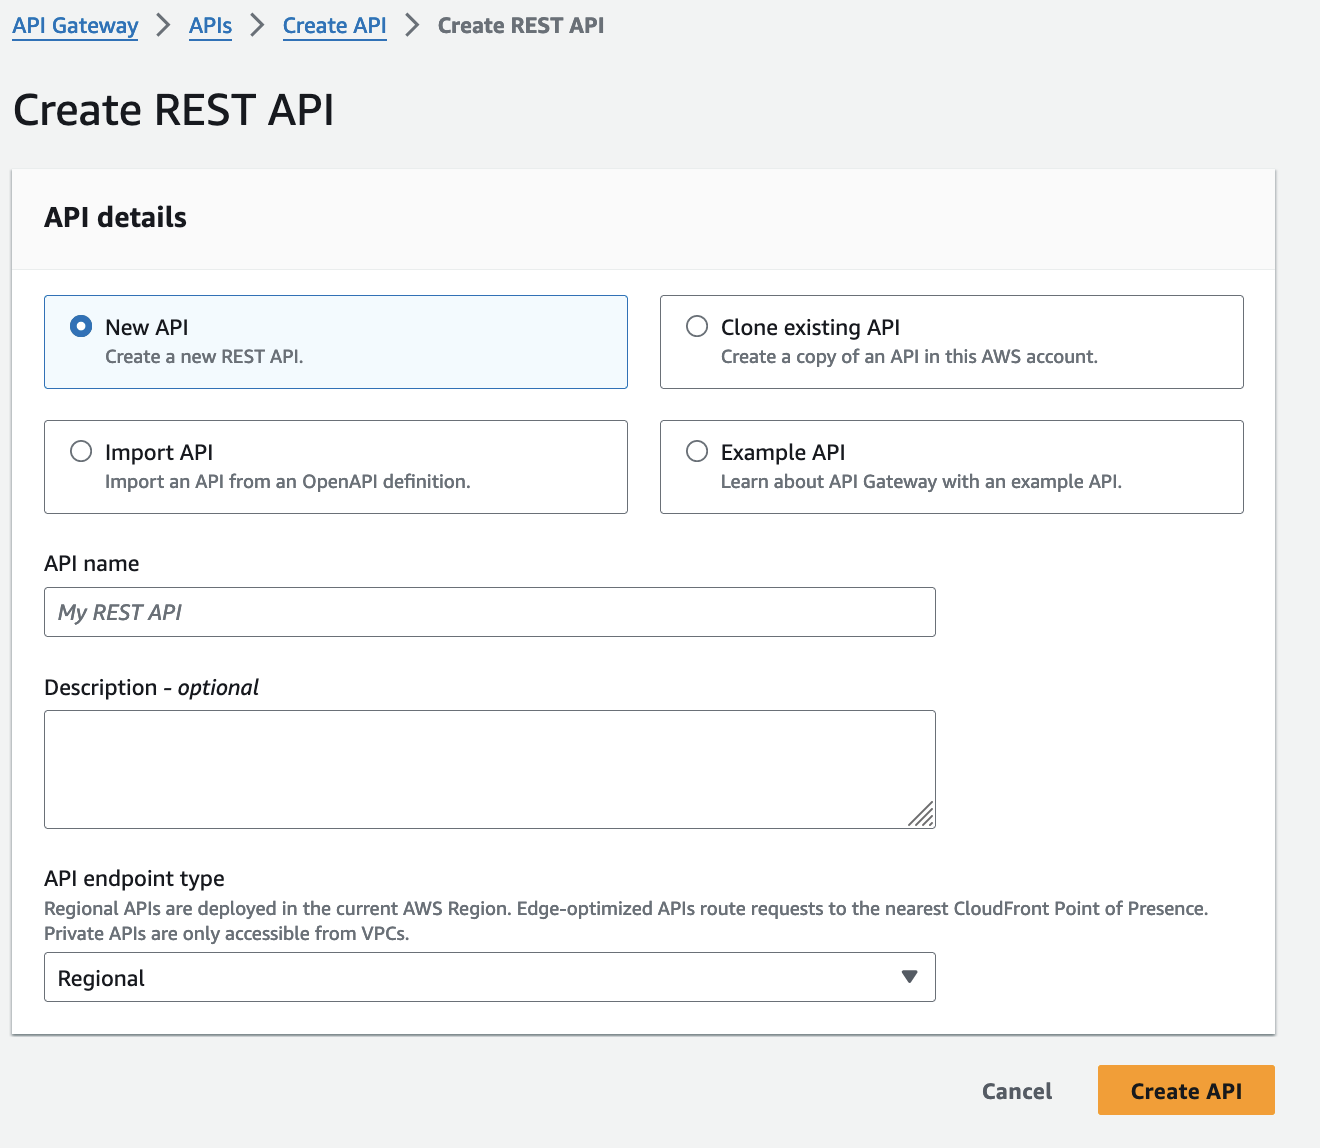 API Gateway > APIs > Create API > Create REST API
Create REST API
API details
New API
Create a new REST API.
Clone existing API
Create a copy of an API in this AWS account.
Import API
Import an API from an OpenAPI definition.
Example API
Learn about API Gateway with an example API.
API name
My REST API
Description - optional
API endpoint type
Regional APIs are deployed in the current AWS Region. Edge-optimized APIs route requests to the nearest CloudFront Point of Presence.
Private APIs are only accessible from VPCs.
Regional
Cancel
Create API